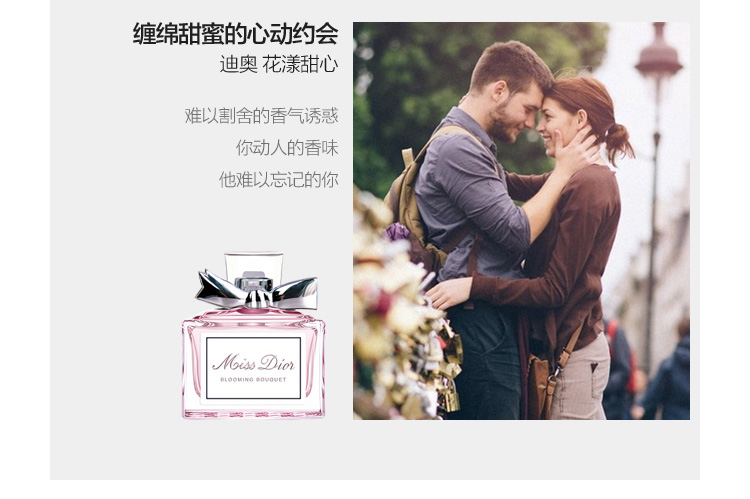 缠绵甜蜜的心动约会
迪奥 花漾甜心
难以割舍的香气诱惑
你动人的香味
他难以忘记的你
Miss Dior
BLOOMING BOUQUET